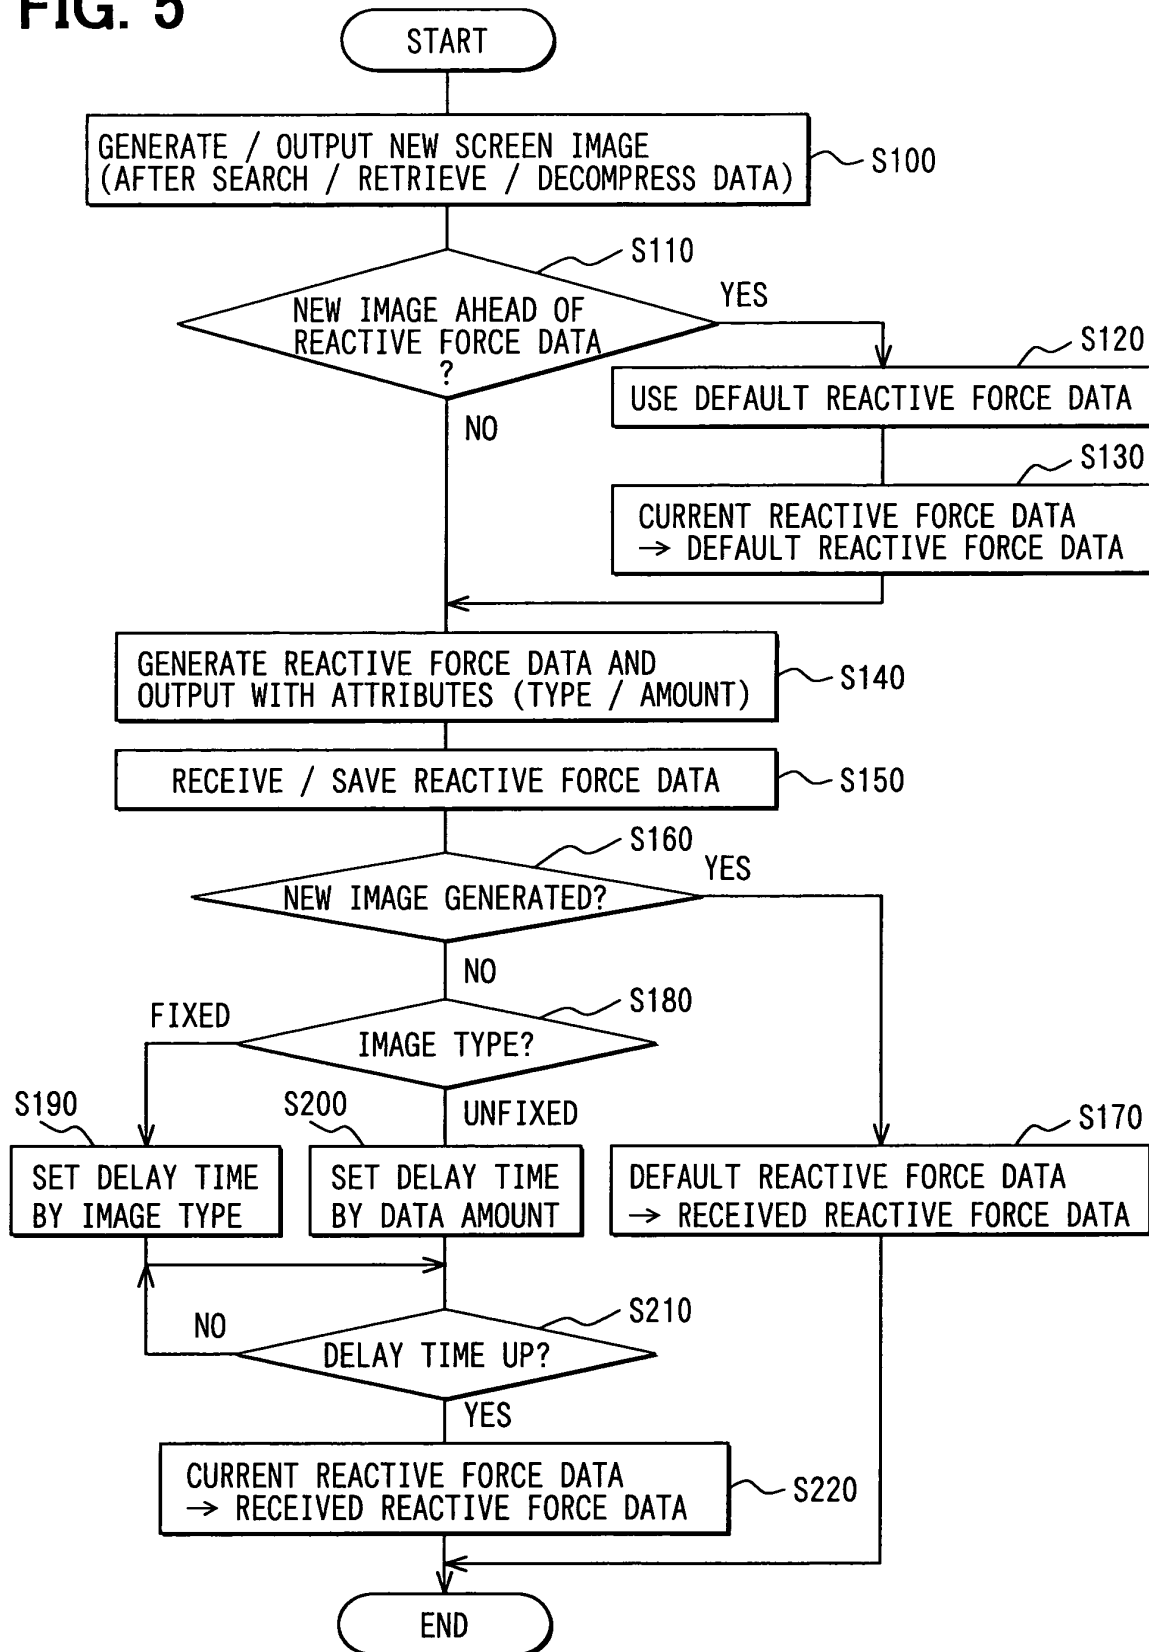 FIG. 5
START
GENERATE / OUTPUT NEW SCREEN IMAGE
(AFTER SEARCH / RETRIEVE / DECOMPRESS DATA)
S100
S110
NEW IMAGE AHEAD OF
REACTIVE FORCE DATA
?
YES
NO
S120
USE DEFAULT REACTIVE FORCE DATA
S130
CURRENT REACTIVE FORCE DATA
→ DEFAULT REACTIVE FORCE DATA
GENERATE REACTIVE FORCE DATA AND
OUTPUT WITH ATTRIBUTES (TYPE / AMOUNT)
S140
RECEIVE / SAVE REACTIVE FORCE DATA
S150
S160
NEW IMAGE GENERATED?
YES
NO
S180
FIXED
IMAGE TYPE?
UNFIXED
S190
SET DELAY TIME
BY IMAGE TYPE
S200
SET DELAY TIME
BY DATA AMOUNT
S170
DEFAULT REACTIVE FORCE DATA
→ RECEIVED REACTIVE FORCE DATA
S210
NO
DELAY TIME UP?
YES
CURRENT REACTIVE FORCE DATA
→ RECEIVED REACTIVE FORCE DATA
S220
END